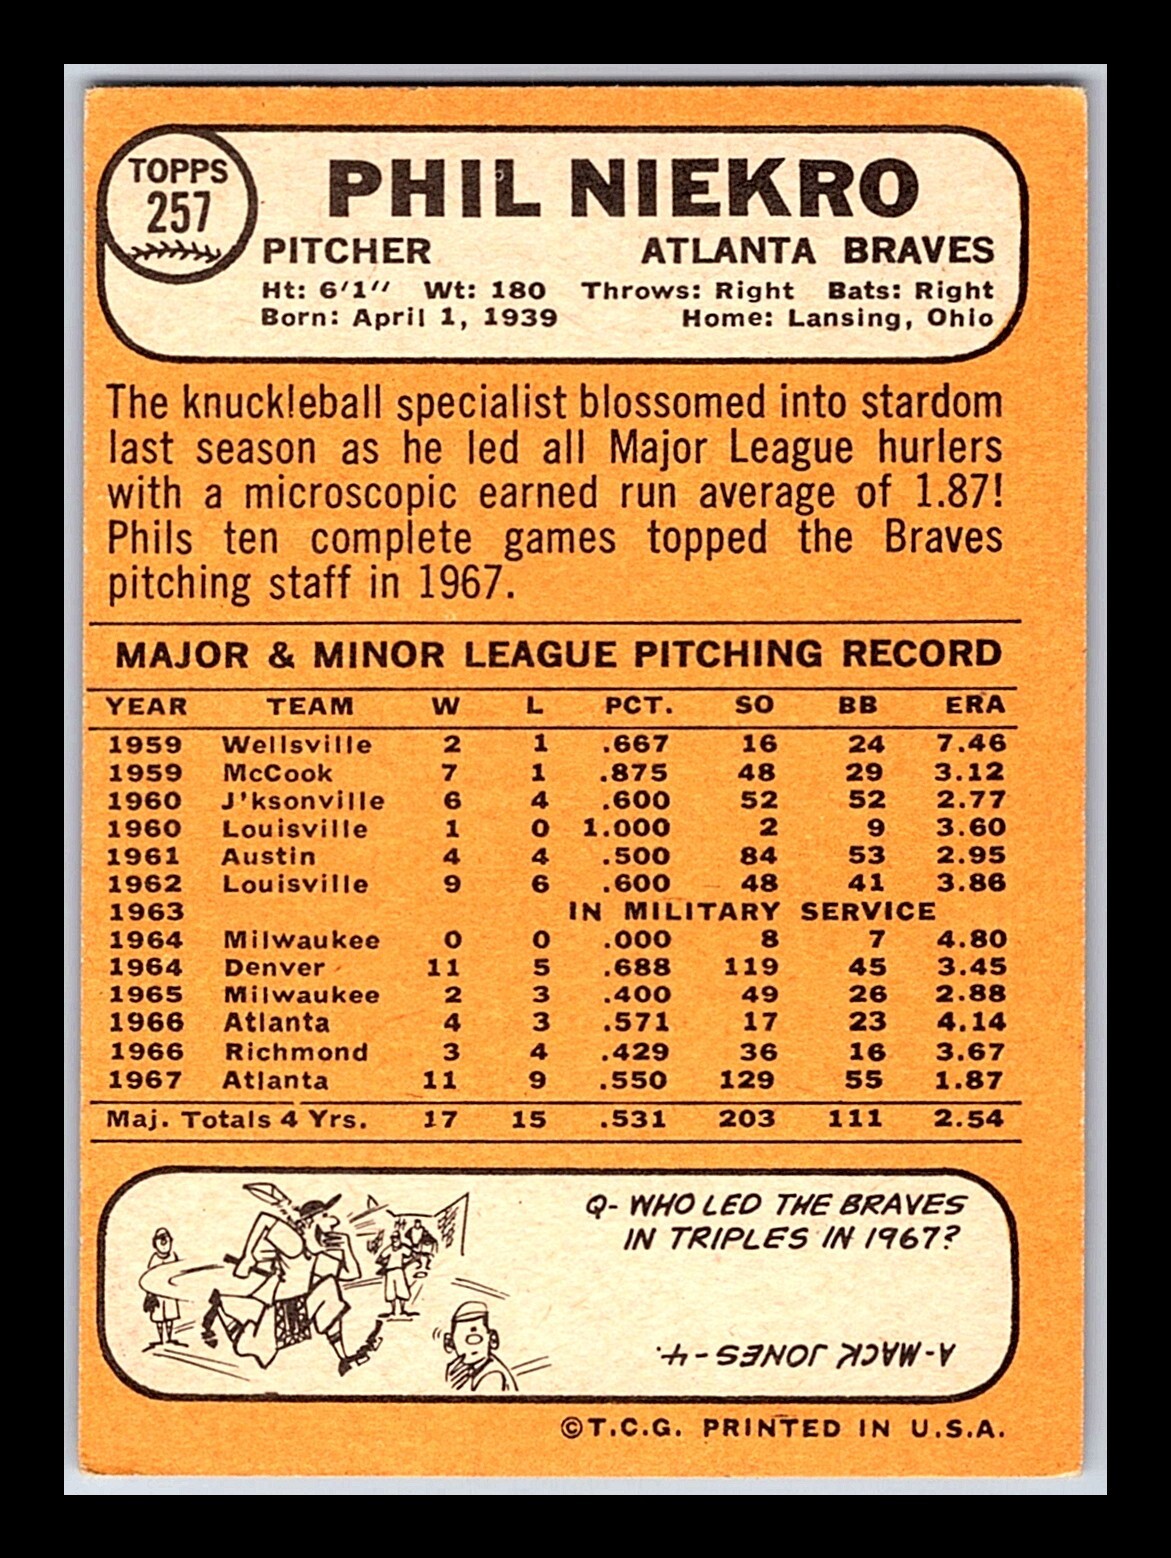 TOPPS
257
PHIL NIEKRO
PITCHER ATLANTA BRAVES
Ht: 6'1" Wt: 180 Throws: Right Bats: Right
Born: April 1, 1939 Home: Lansing, Ohio
The knuckleball specialist blossomed into stardom
last season as he led all Major League hurlers
with a microscopic earned run average of 1.87!
Phils ten complete games topped the Braves
pitching staff in 1967.
MAJOR & MINOR LEAGUE PITCHING RECORD
YEAR TEAM W L PCT. SO BB ERA
1959 Wellsville 2 1 .667 16 24 7.46
1959 McCook 7 1 .875 48 29 3.12
1960 J'ksonville 6 4 .600 52 52 2.77
1960 Louisville 1 0 1.000 2 9 3.60
1961 Austin 4 4 .500 84 53 2.95
1962 Louisville 9 6 .600 48 41 3.86
1963 IN MILITARY SERVICE
1964 Milwaukee 0 0 .000 8 7 4.80
1964 Denver 11 5 .688 119 45 3.45
1965 Milwaukee 2 3 .400 49 26 2.88
1966 Atlanta 4 3 .571 17 23 4.14
1966 Richmond 3 4 .429 36 16 3.67
1967 Atlanta 11 9 .550 129 55 1.87
Maj. Totals 4 Yrs. 17 15 .531 203 111 2.54
Q- WHO LED THE BRAVES
IN TRIPLES IN 1967?
A-MACK JONES-4.
©T.C.G. PRINTED IN U.S.A.